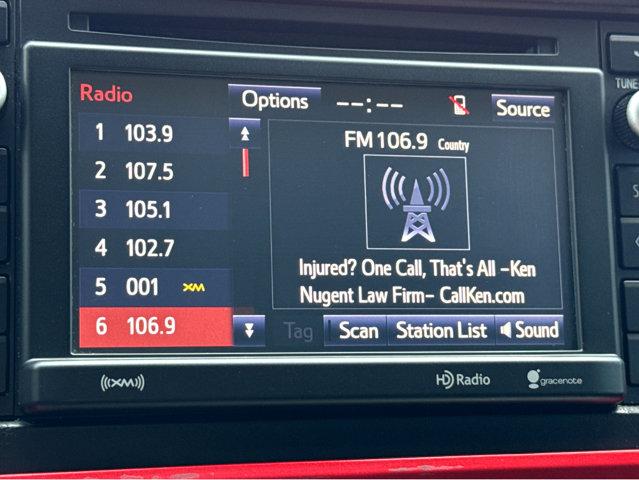 Radio
Options
--:--
Source
TUNE
1 103.9
2 107.5
3 105.1
4 102.7
5 001 XM
6 106.9
FM 106.9 Country
Injured? One Call, That's All -Ken
Nugent Law Firm- CallKen.com
Tag
Scan
Station List
Sound
((XM))
HD Radio
gracenote